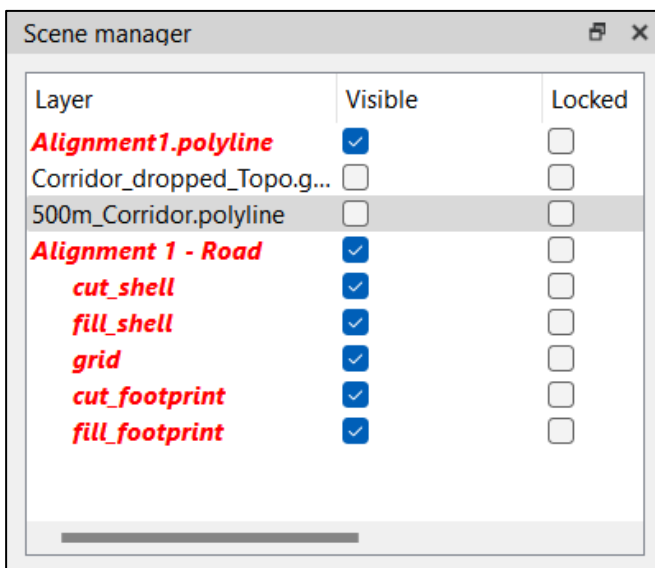 Scene manager
Layer Visible Locked
Alignment1.polyline
Corridor_dropped_Topo.g...
500m_Corridor.polyline
Alignment 1 - Road
cut_shell
fill_shell
grid
cut_footprint
fill_footprint